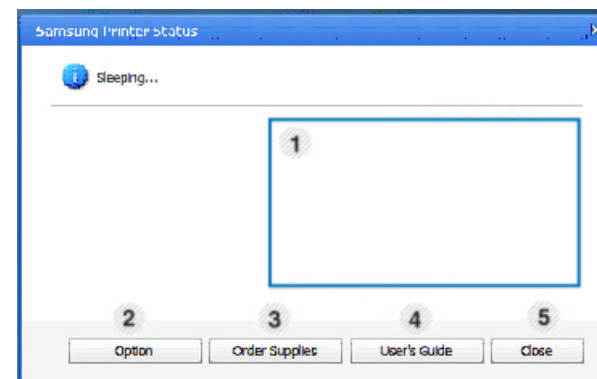 Samsung Printer Status
Sleeping...
1
2
3
4
5
Option
Order Supplies
User's Guide
Close